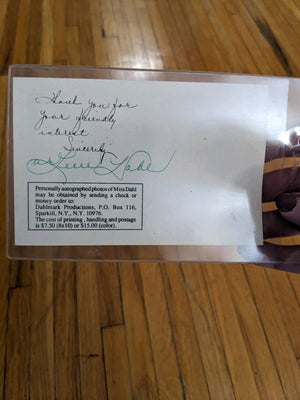 Thank you for
your friendly
interest.
Sincerely,
Arlene Dahl
Personally autographed photos of Miss Dahl
may be obtained by sending a check or
money order to:
Dahlmark Productions, P.O. Box 116,
Sparkill, N.Y., N.Y. 10976.
The cost of printing, handling and postage
is $7.50 (8x10) or $15.00 (color).